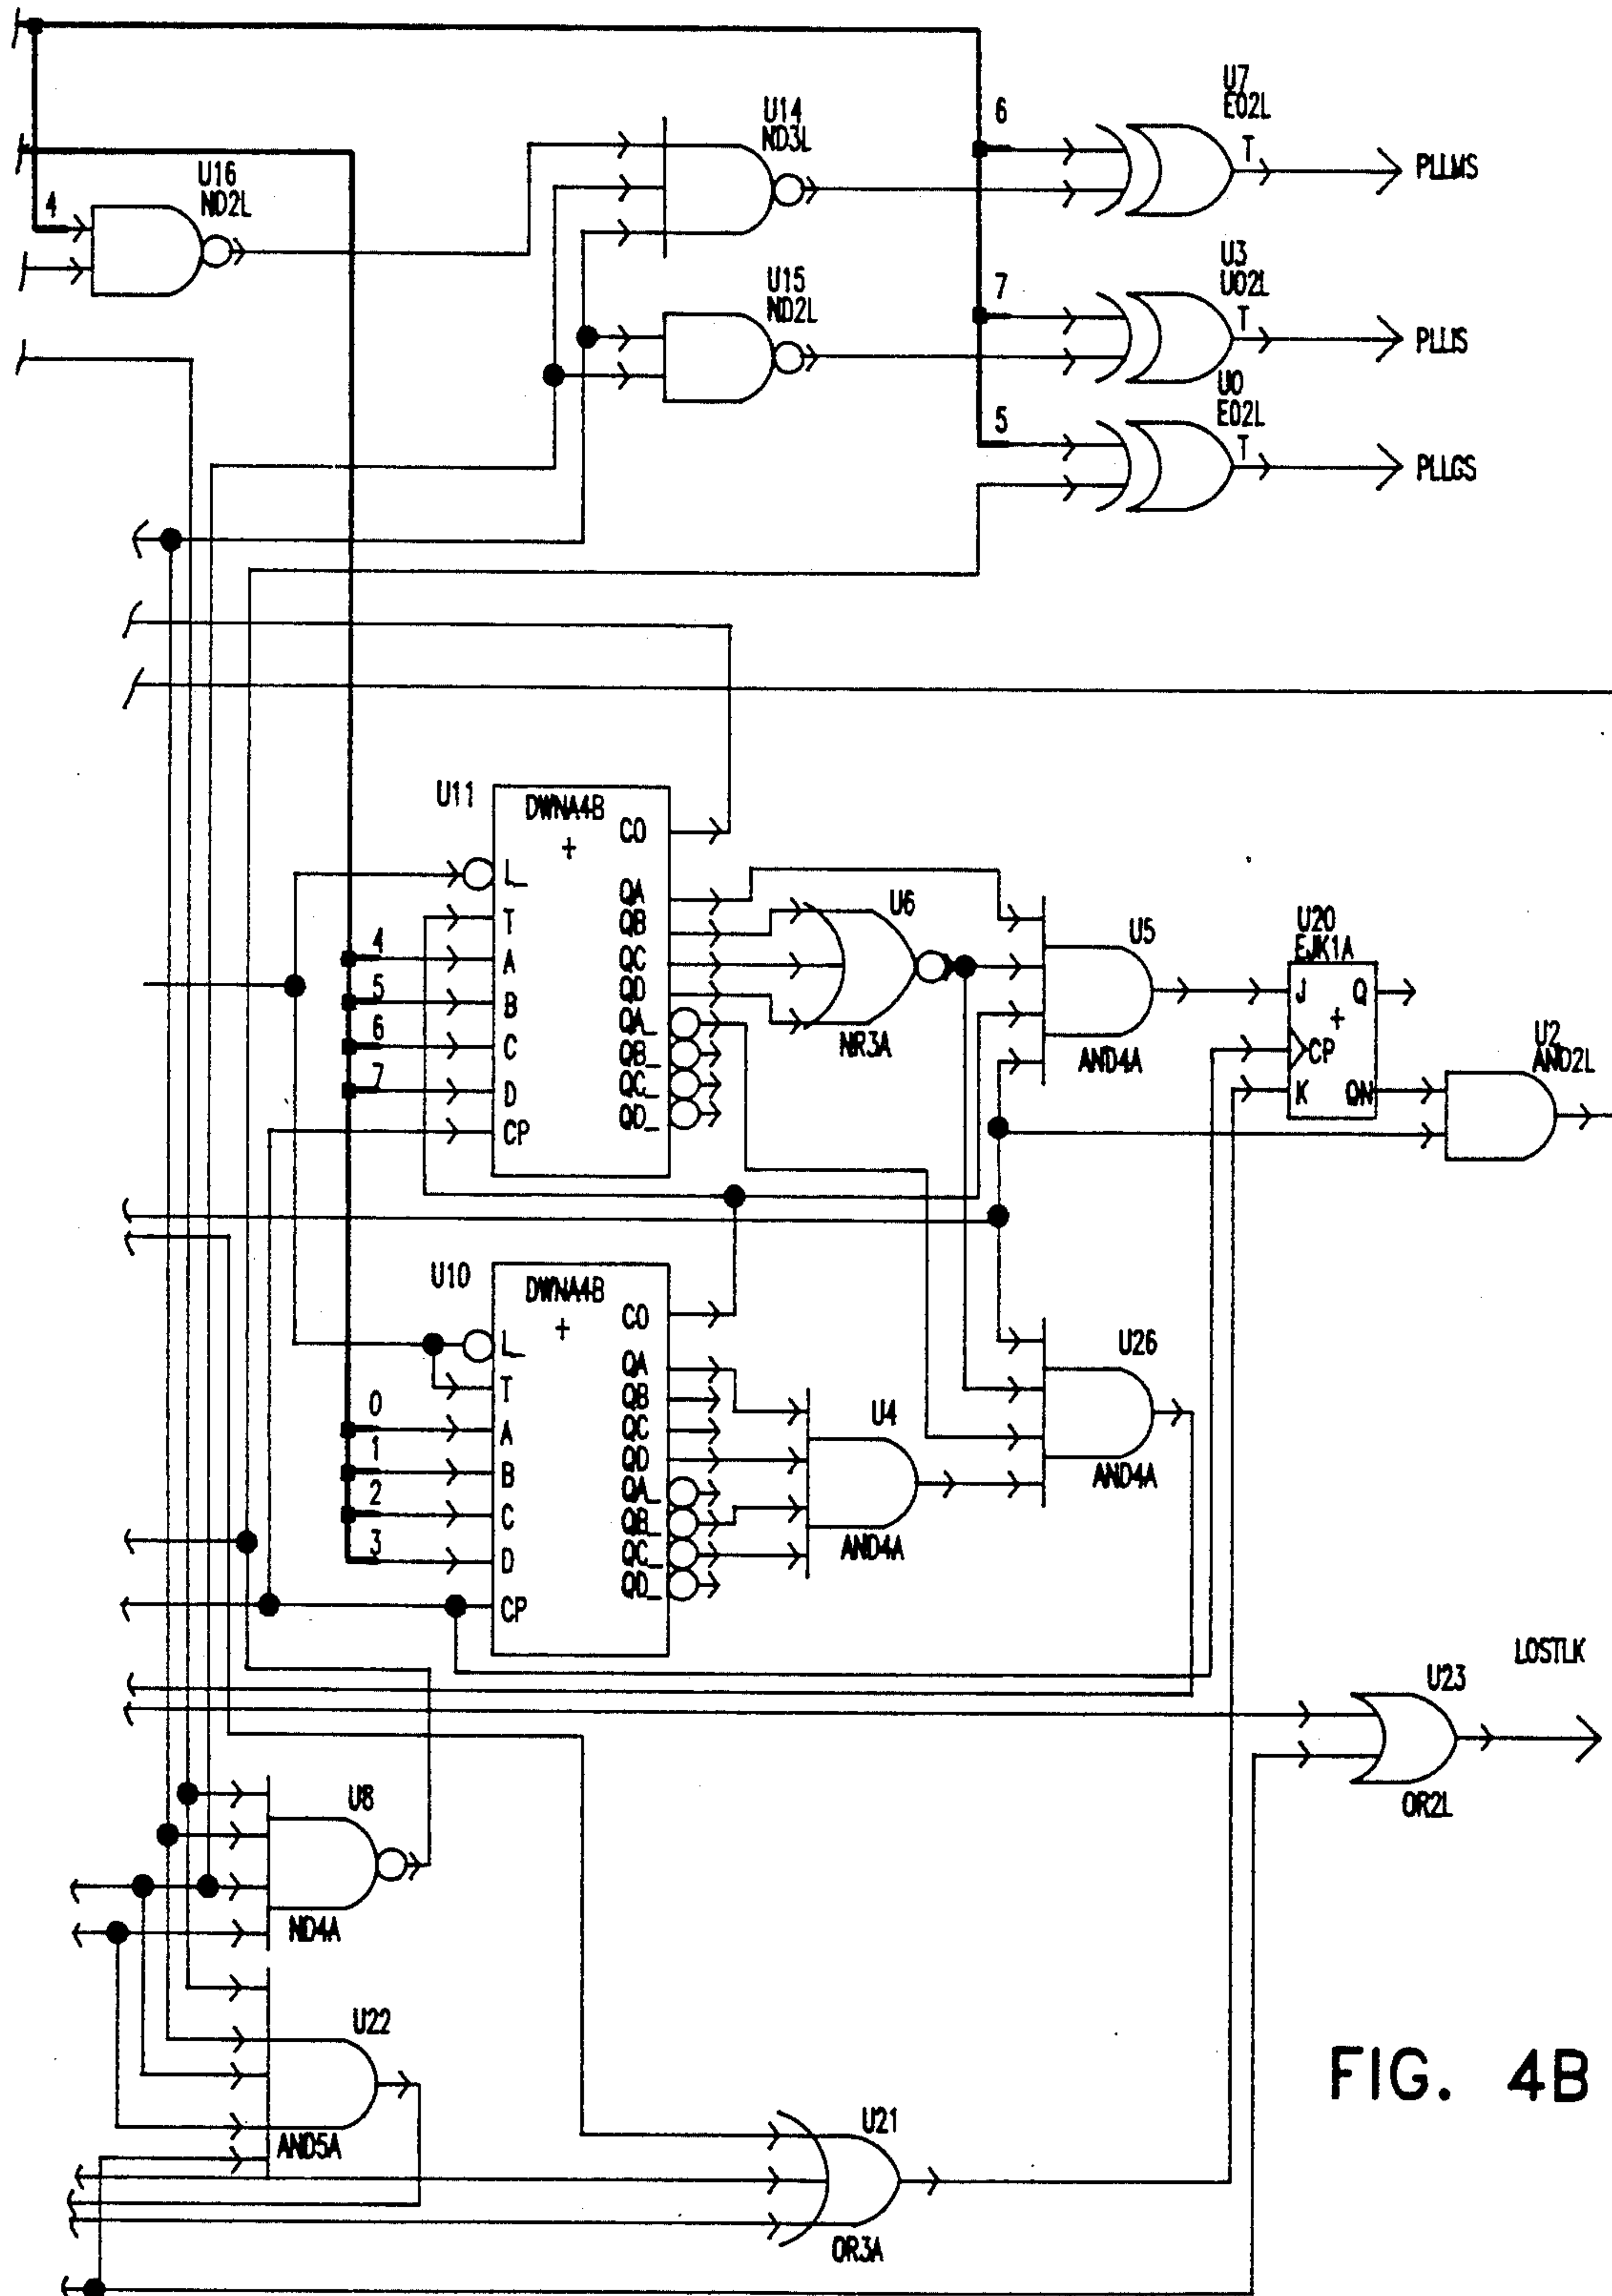 U7
EO2L
6
T
PLLMS
U14
ND3L
U16
ND2L
4
U15
ND2L
7
U3
UO2L
T
PLLIS
5
U0
EO2L
T
PLLGS
U11
DWNA4B
+
CO
L_
T
A
B
C
D
CP
4
5
6
7
QA
QB
QC
QD
QA_
QB_
QC_
QD_
U6
NR3A
U5
AND4A
U20
EJK1A
J
Q
+
CP
K
QN
U2
AND2L
U10
DWNA4B
+
CO
L_
T
A
B
C
D
CP
0
1
2
3
QA
QB
QC
QD
QA_
QB_
QC_
QD_
U4
AND4A
U26
AND4A
LOSTLK
U23
OR2L
U8
ND4A
U22
AND5A
U21
OR3A
FIG. 4B